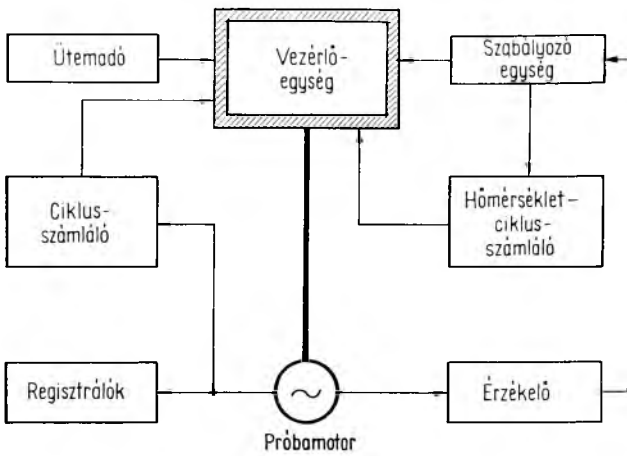 Ütemadó
Vezérlő-
egység
Szabályozó
egység
Ciklus-
számláló
Hőmérséklet-
ciklus-
számláló
Regisztrálók
Érzékelő
Próbamotor